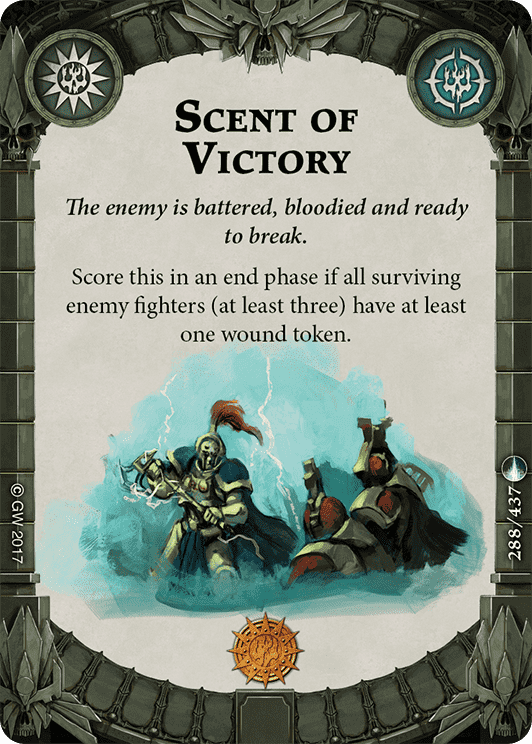 Scent of
Victory
The enemy is battered, bloodied and ready
to break.
Score this in an end phase if all surviving
enemy fighters (at least three) have at least
one wound token.
© GW 2017
288/437